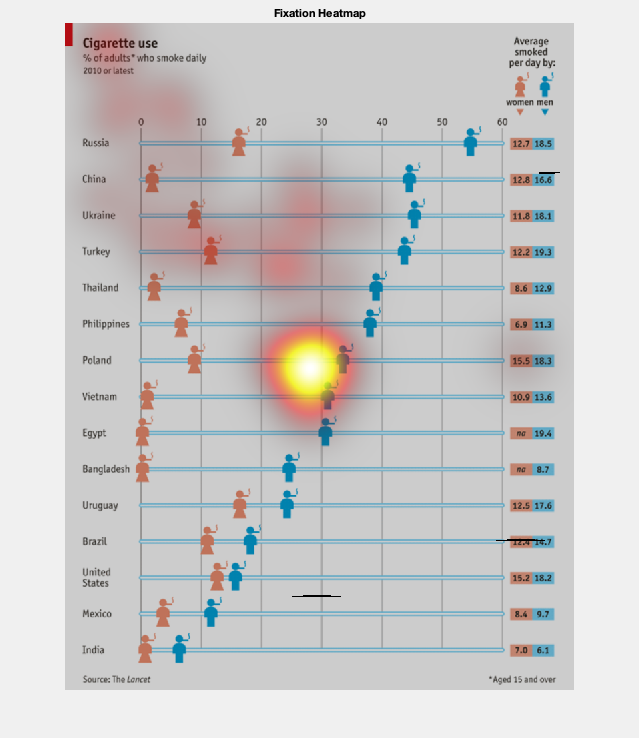 Fixation Heatmap
Cigarette use
% of adults* who smoke daily
2010 or latest
Average
smoked
per day by:
women men
0 10 20 30 40 50 60
Russia 12.7 18.5
China 12.8 16.6
Ukraine 11.8 18.1
Turkey 12.2 19.3
Thailand 8.6 12.9
Philippines 6.9 11.3
Poland 15.5 18.3
Vietnam 10.9 13.6
Egypt na 19.4
Bangladesh na 8.7
Uruguay 12.5 17.6
Brazil 12.4 14.7
United
States 15.2 18.2
Mexico 8.4 9.7
India 7.0 6.1
Source: The Lancet
*Aged 15 and over